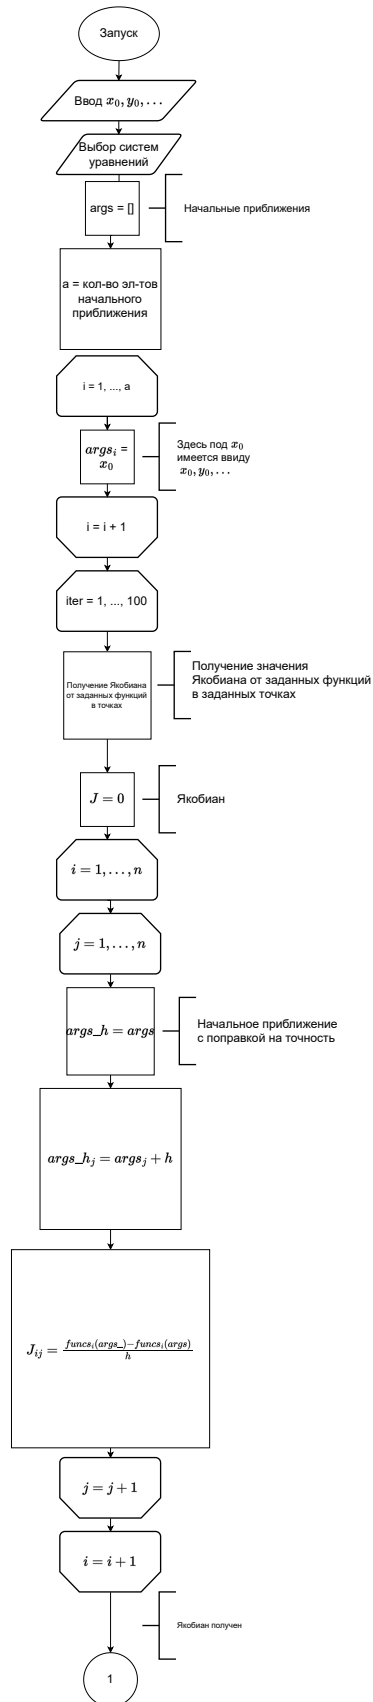 Запуск
Ввод x₀, y₀, …
Выбор систем
уравнений
args = []
Начальные приближения
a = кол-во эл-тов
начального
приближения
i = 1, ..., a
argsᵢ =
x₀
Здесь под x₀
имеется ввиду
x₀, y₀, …
i = i + 1
iter = 1, ..., 100
Получение Якобиана
от заданных функций
в точках
Получение значения
Якобиана от заданных функций
в заданных точках
J = 0
Якобиан
i = 1, …, n
j = 1, …, n
args_h = args
Начальное приближение
с поправкой на точность
args_hⱼ = argsⱼ + h
Jᵢⱼ = (funcsᵢ(args_)−funcsᵢ(args))/h
j = j + 1
i = i + 1
Якобиан получен
1